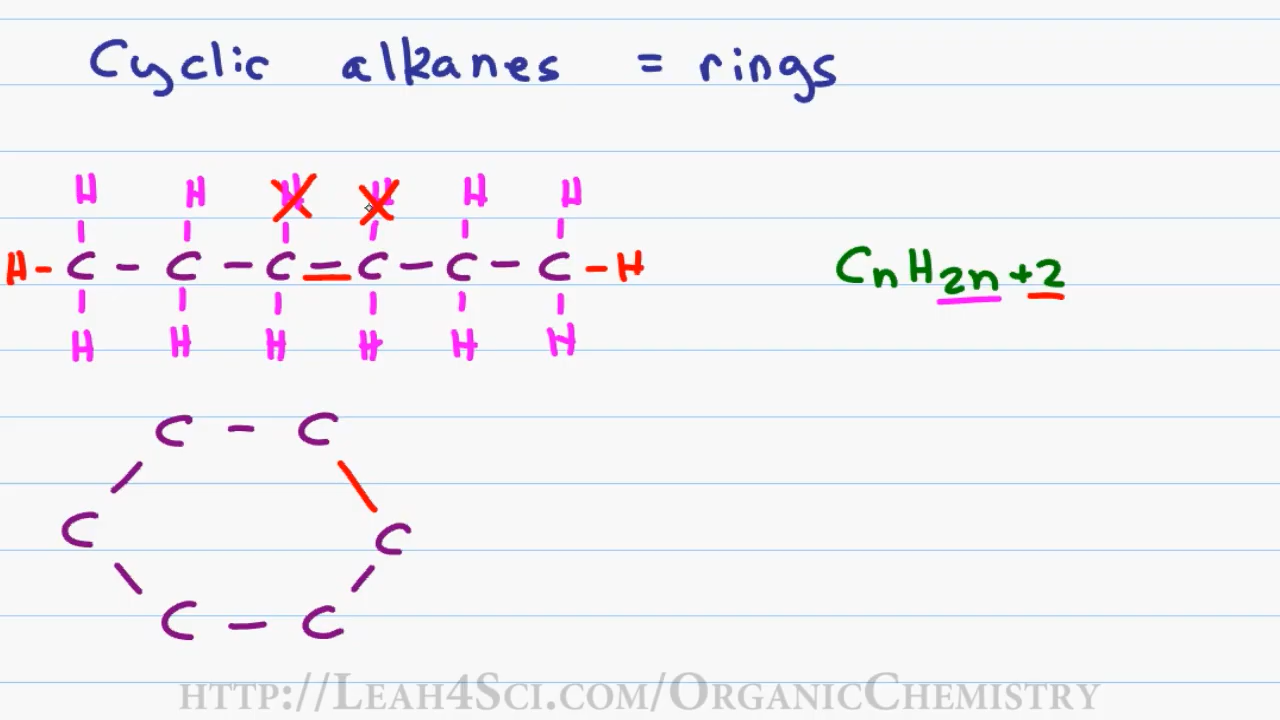 Cyclic alkanes = rings
H H H H H H
H - C - C - C = C - C - C - H
H H H H H H
CnH2n+2
C - C
C C
C - C
HTTP://LEAH4SCI.COM/ORGANICCHEMISTRY